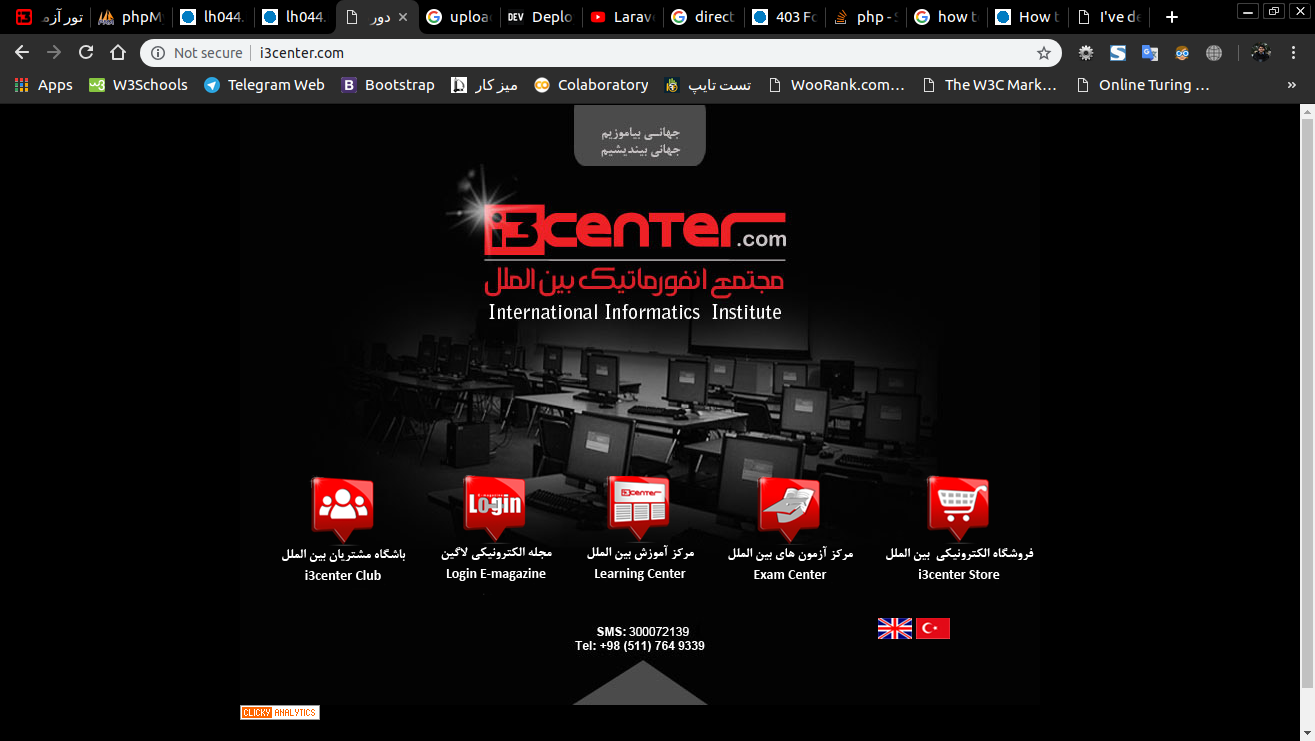 تور آزم
phpMy
lh044.
lh044.
دور
uploa
Deplo
Larave
direct
403 Fo
php - S
how t
How t
I've de
Not secure
i3center.com
Apps
W3Schools
Telegram Web
Bootstrap
میز کار
Colaboratory
تست تایپ
WooRank.com...
The W3C Mark...
Online Turing ...
»
جهانی بیاموزیم
جهانی بیندیشیم
i3center.com
مجتمع انفورماتیک بین الملل
International Informatics Institute
Login
i3center
باشگاه مشتریان بین الملل
i3center Club
مجله الکترونیکی لاگین
Login E-magazine
مرکز آموزش بین الملل
Learning Center
مرکز آزمون های بین الملل
Exam Center
فروشگاه الکترونیکی بین الملل
i3center Store
SMS: 300072139
Tel: +98 (511) 764 9339
CLICKY ANALYTICS